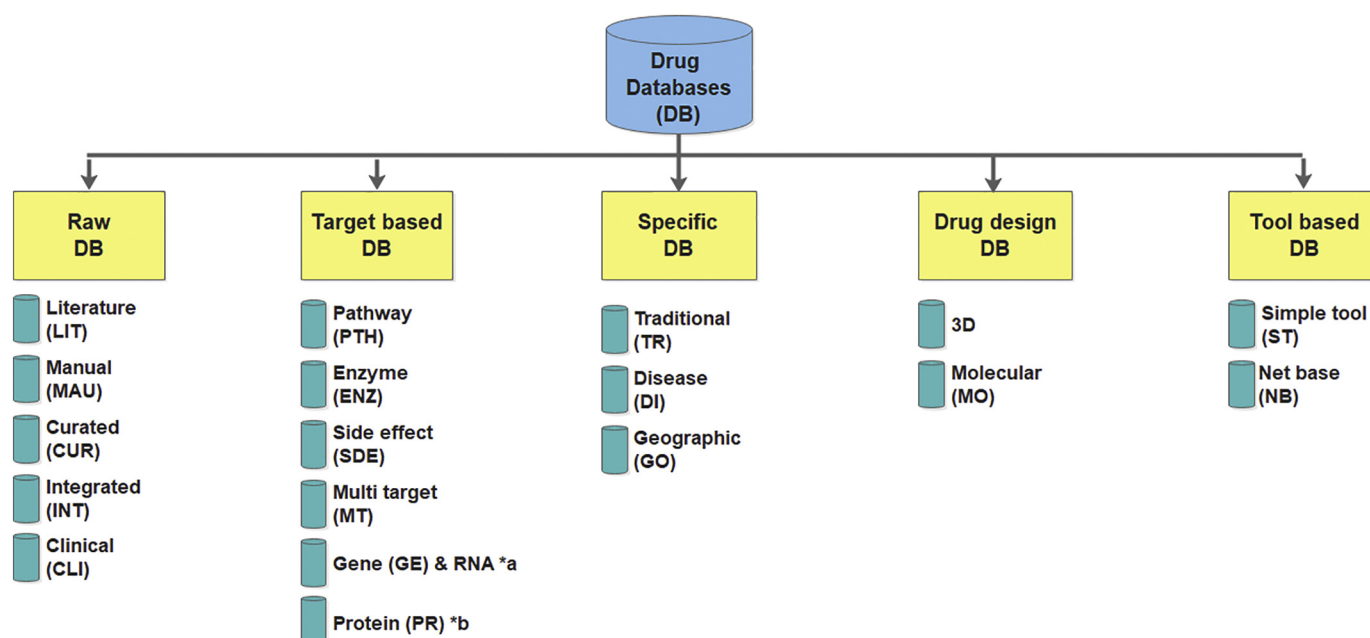 Drug
Databases
(DB)
Raw
DB
Literature
(LIT)
Manual
(MAU)
Curated
(CUR)
Integrated
(INT)
Clinical
(CLI)
Target based
DB
Pathway
(PTH)
Enzyme
(ENZ)
Side effect
(SDE)
Multi target
(MT)
Gene (GE) & RNA *a
Protein (PR) *b
Specific
DB
Traditional
(TR)
Disease
(DI)
Geographic
(GO)
Drug design
DB
3D
Molecular
(MO)
Tool based
DB
Simple tool
(ST)
Net base
(NB)